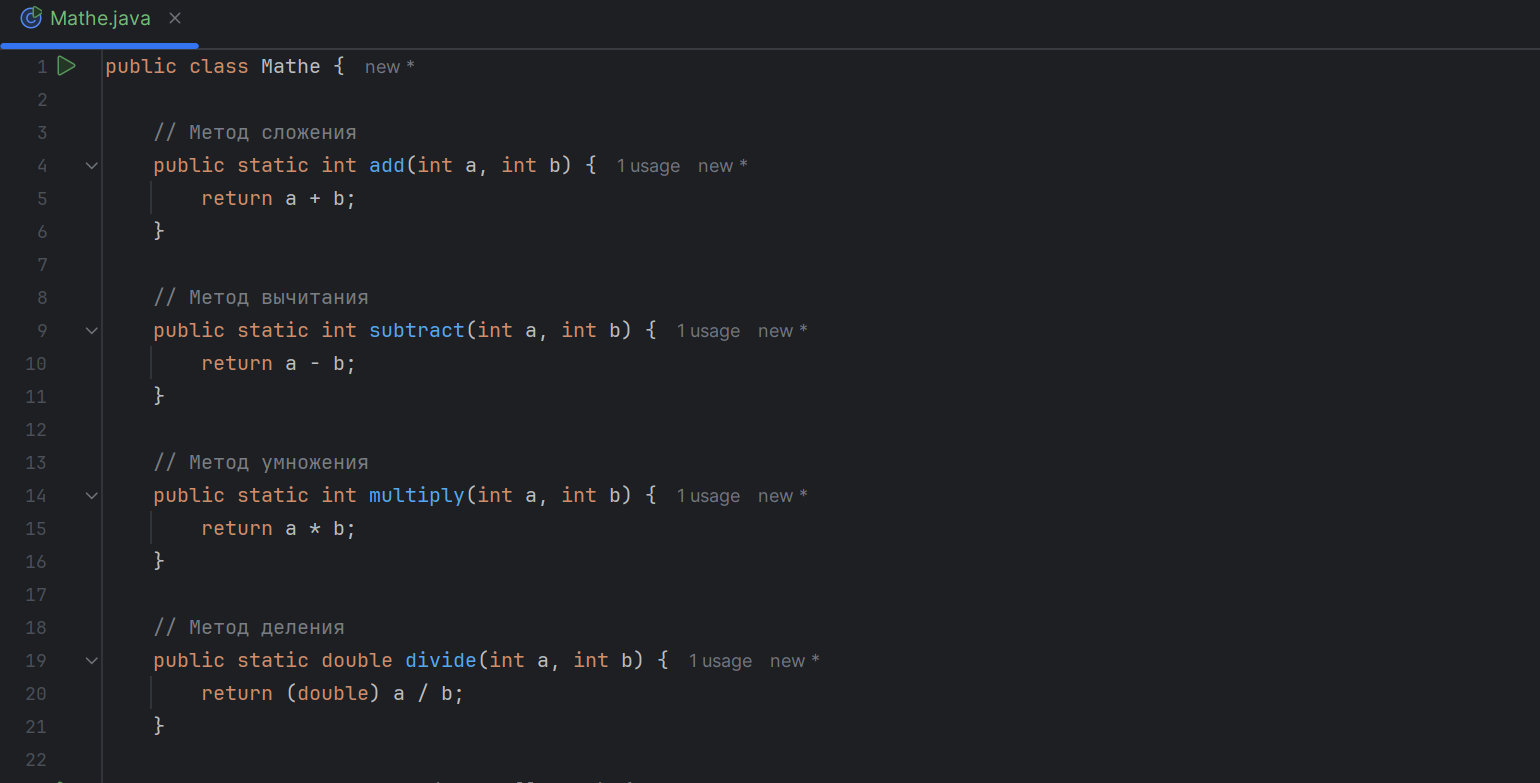 Mathe.java
1 public class Mathe { new *
2
3 // Метод сложения
4 public static int add(int a, int b) { 1 usage new *
5 return a + b;
6 }
7
8 // Метод вычитания
9 public static int subtract(int a, int b) { 1 usage new *
10 return a - b;
11 }
12
13 // Метод умножения
14 public static int multiply(int a, int b) { 1 usage new *
15 return a * b;
16 }
17
18 // Метод деления
19 public static double divide(int a, int b) { 1 usage new *
20 return (double) a / b;
21 }
22